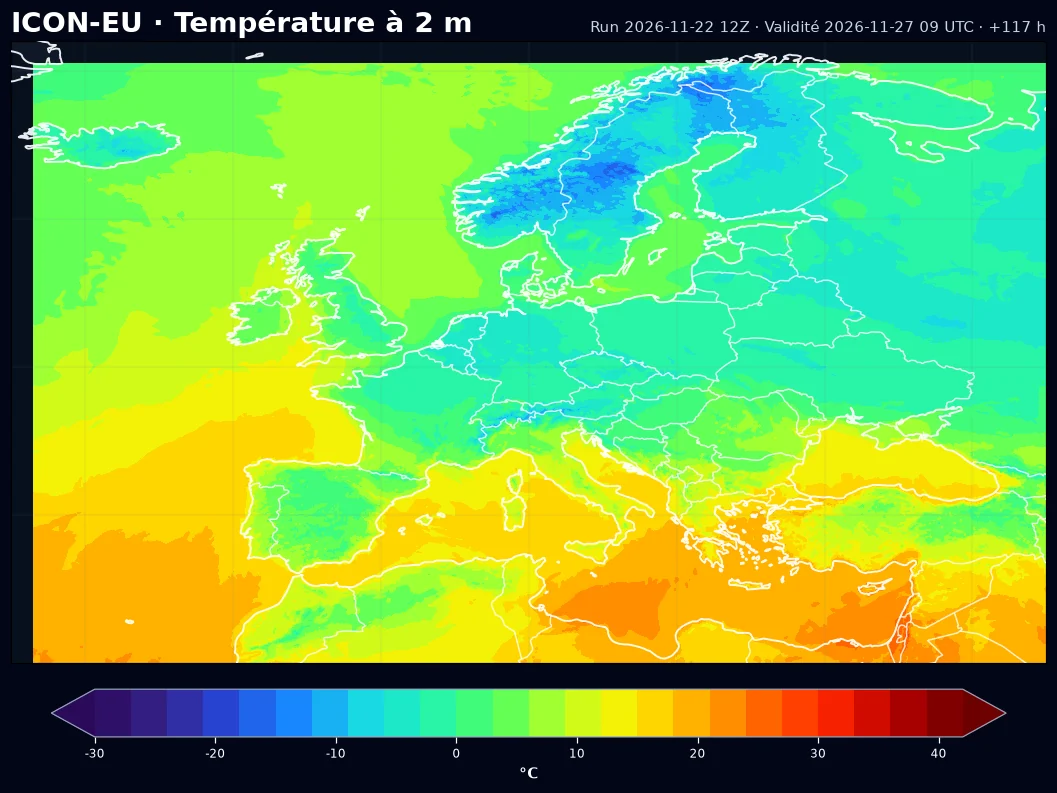 ICON-EU · Température à 2 m
Run 2026-11-22 12Z · Validité 2026-11-27 09 UTC · +117 h
-30 -20 -10 0 10 20 30 40
°C